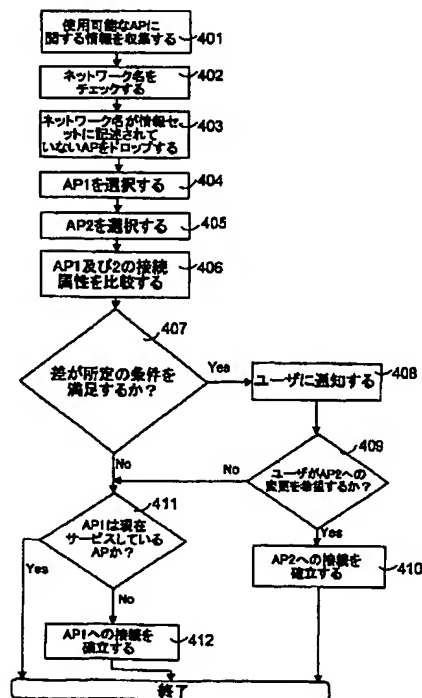 使用可能なAPに
関する情報を収集する
401
ネットワーク名を
チェックする
402
ネットワーク名が情報セッ
トに記述されて
いないAPをドロップする
403
AP1を選択する
404
AP2を選択する
405
AP1及び2の接続
属性を比較する
406
407
差が所定の条件を
満足するか?
Yes
No
ユーザに通知する
408
409
ユーザがAP2への
変更を希望するか?
No
Yes
AP2への接続を
確立する
410
411
AP1は現在
サービスしている
APか?
Yes
No
AP1への接続を
確立する
412
終了